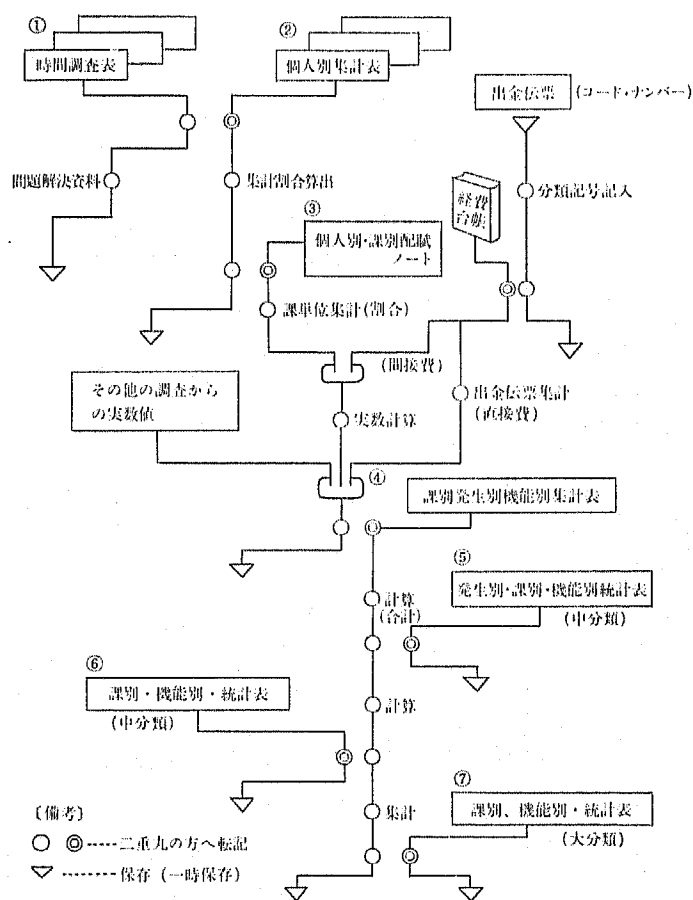 ①
時間調査表
②
個人別集計表
出金伝票
(コード・ナンバー)
問題解決資料
集計割合算出
分類記号記入
経費
台帳
③
個人別・課別配賦
ノート
課単位集計(割合)
(間接費)
その他の調査から
の実数値
実数計算
出金伝票集計
(直接費)
④
課別発生別機能別集計表
⑤
発生別・課別・機能別統計表
(中分類)
計算
(合計)
⑥
課別・機能別・統計表
(中分類)
計算
⑦
課別、機能別・統計表
(大分類)
集計
〔備考〕
○ ◎-----二重丸の方へ転記
▽-------保存(一時保存)